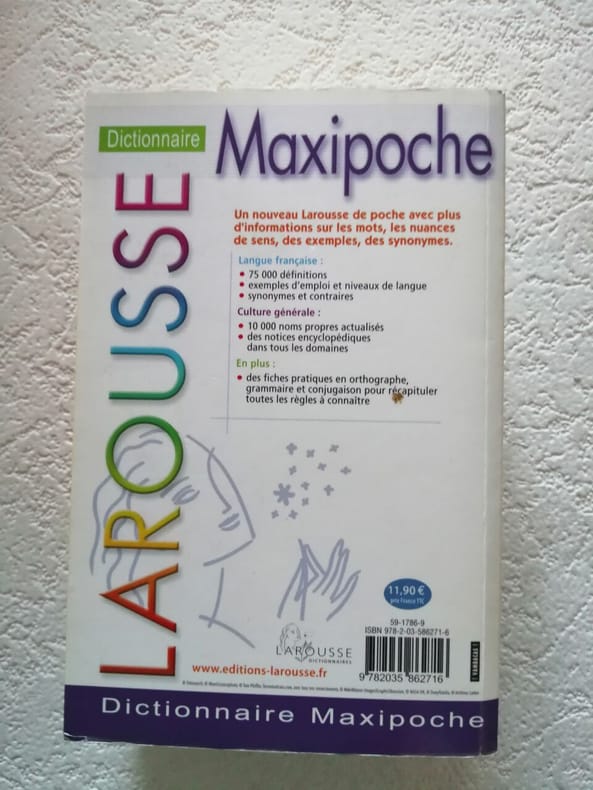 Dictionnaire
Maxipoche
LAROUSSE
Un nouveau Larousse de poche avec plus
d'informations sur les mots, les nuances
de sens, des exemples, des synonymes.
Langue française :
• 75 000 définitions
• exemples d'emploi et niveaux de langue
• synonymes et contraires
Culture générale :
• 10 000 noms propres actualisés
• des notices encyclopédiques
dans tous les domaines
En plus :
• des fiches pratiques en orthographe,
grammaire et conjugaison pour récapituler
toutes les règles à connaître
11,90 €
prix France TTC
59-1786-9
ISBN 978-2-03-586271-6
9 782035 862716
LAROUSSE
DICTIONNAIRES
www.editions-larousse.fr
Dictionnaire Maxipoche